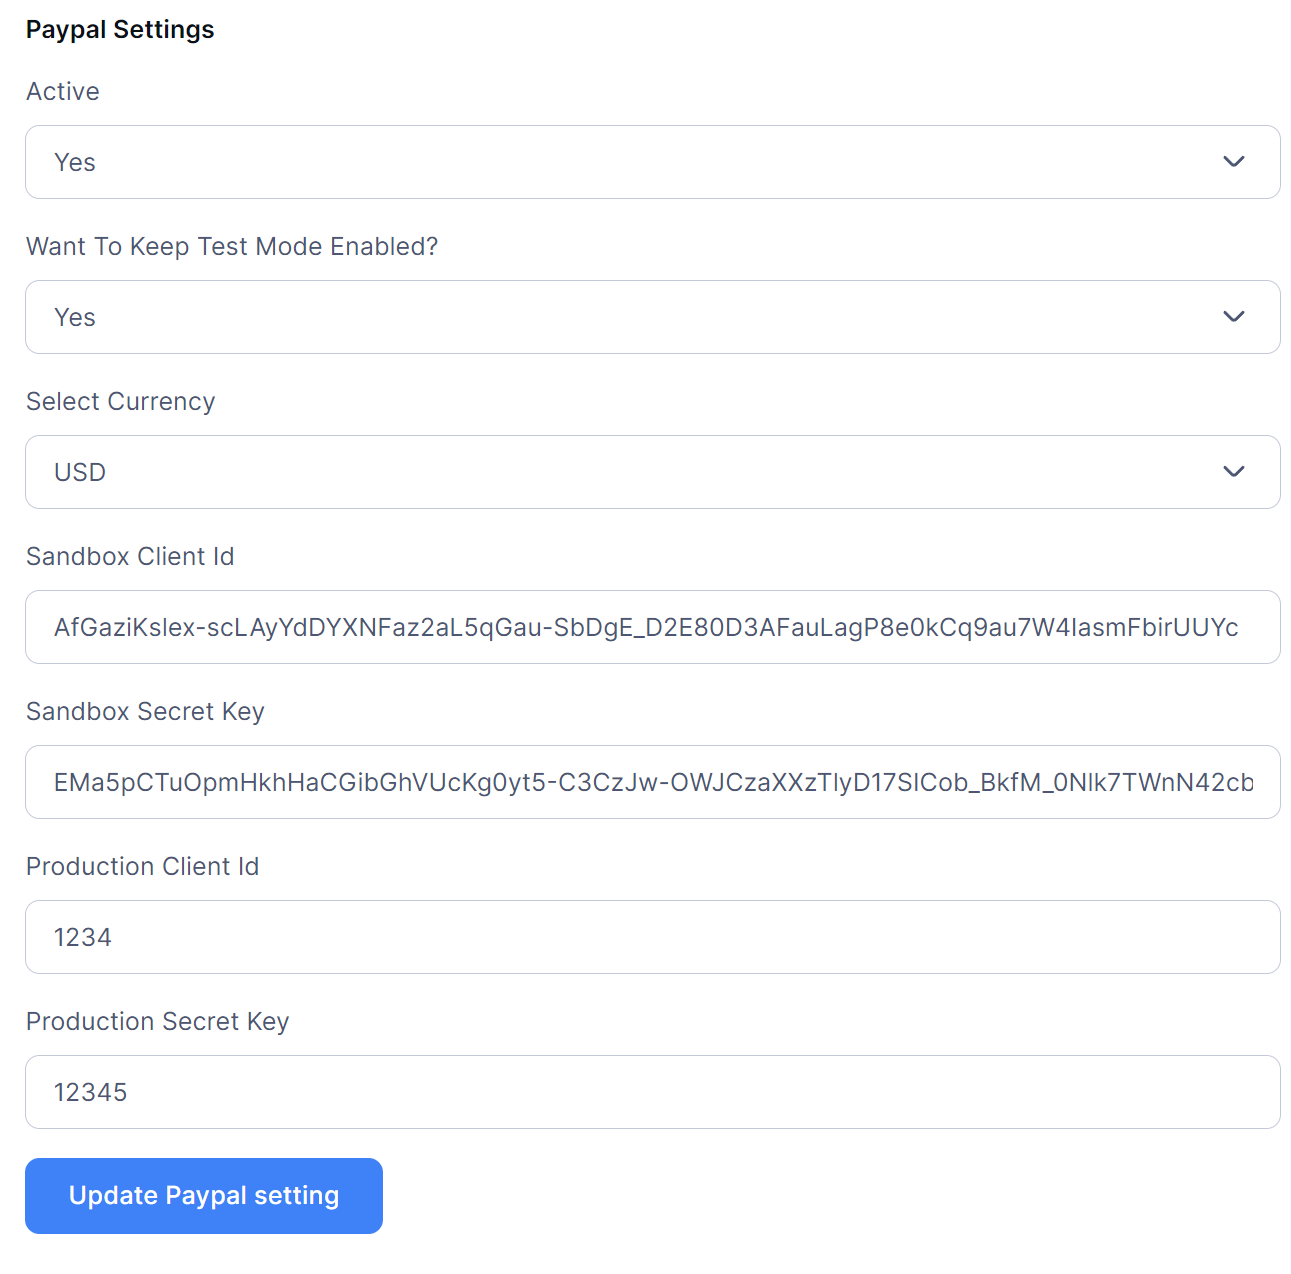 Paypal Settings
Active
Yes
Want To Keep Test Mode Enabled?
Yes
Select Currency
USD
Sandbox Client Id
AfGaziKslex-scLAyYdDYXNFaz2aL5qGau-SbDgE_D2E80D3AFauLagP8e0kCq9au7W4IasmFbirUUYc
Sandbox Secret Key
EMa5pCTuOpmHkhHaCGibGhVUcKg0yt5-C3CzJw-OWJCzaXXzTlyD17SlCob_BkfM_0Nlk7TWnN42cb
Production Client Id
1234
Production Secret Key
12345
Update Paypal setting